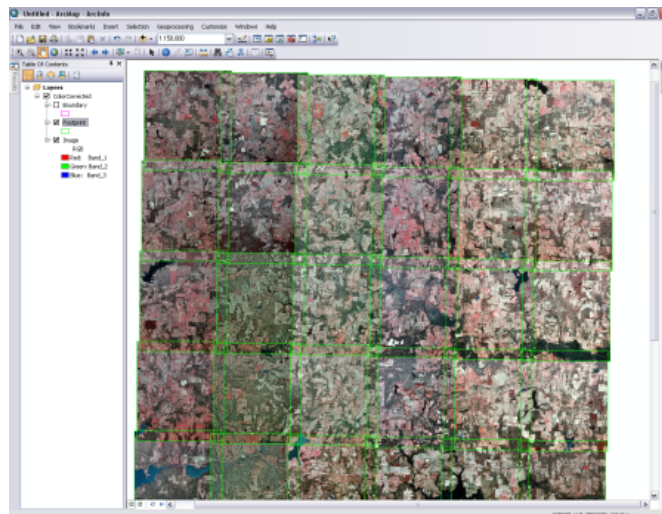 Untitled - ArcMap - ArcInfo
File Edit View Bookmarks Insert Selection Geoprocessing Customize Windows Help
1:150,000
Table Of Contents
Layers
ColorCorrected
Boundary
Footprint
Image
RGB
Red: Band_1
Green: Band_2
Blue: Band_3